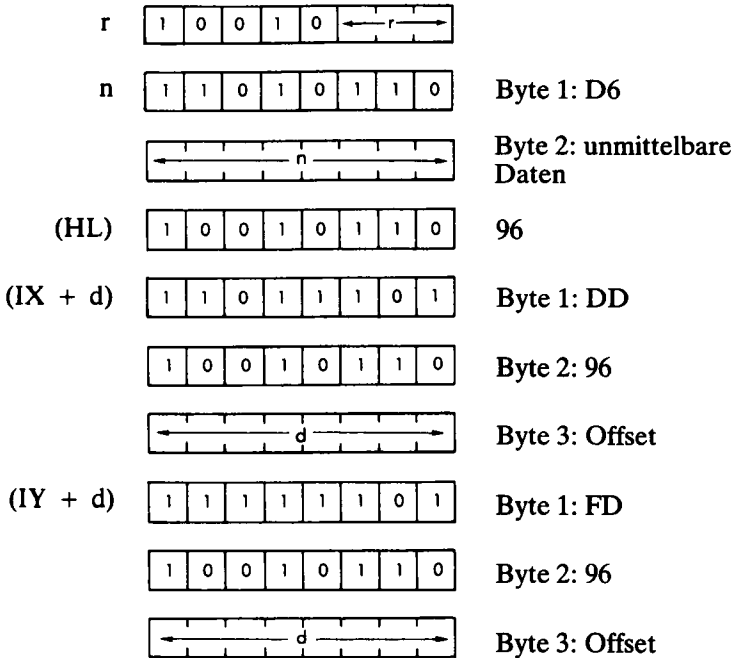 r 1 0 0 1 0 r
n 1 1 0 1 0 1 1 0 Byte 1: D6
n Byte 2: unmittelbare
Daten
(HL) 1 0 0 1 0 1 1 0 96
(IX + d) 1 1 0 1 1 1 0 1 Byte 1: DD
1 0 0 1 0 1 1 0 Byte 2: 96
d Byte 3: Offset
(IY + d) 1 1 1 1 1 1 0 1 Byte 1: FD
1 0 0 1 0 1 1 0 Byte 2: 96
d Byte 3: Offset